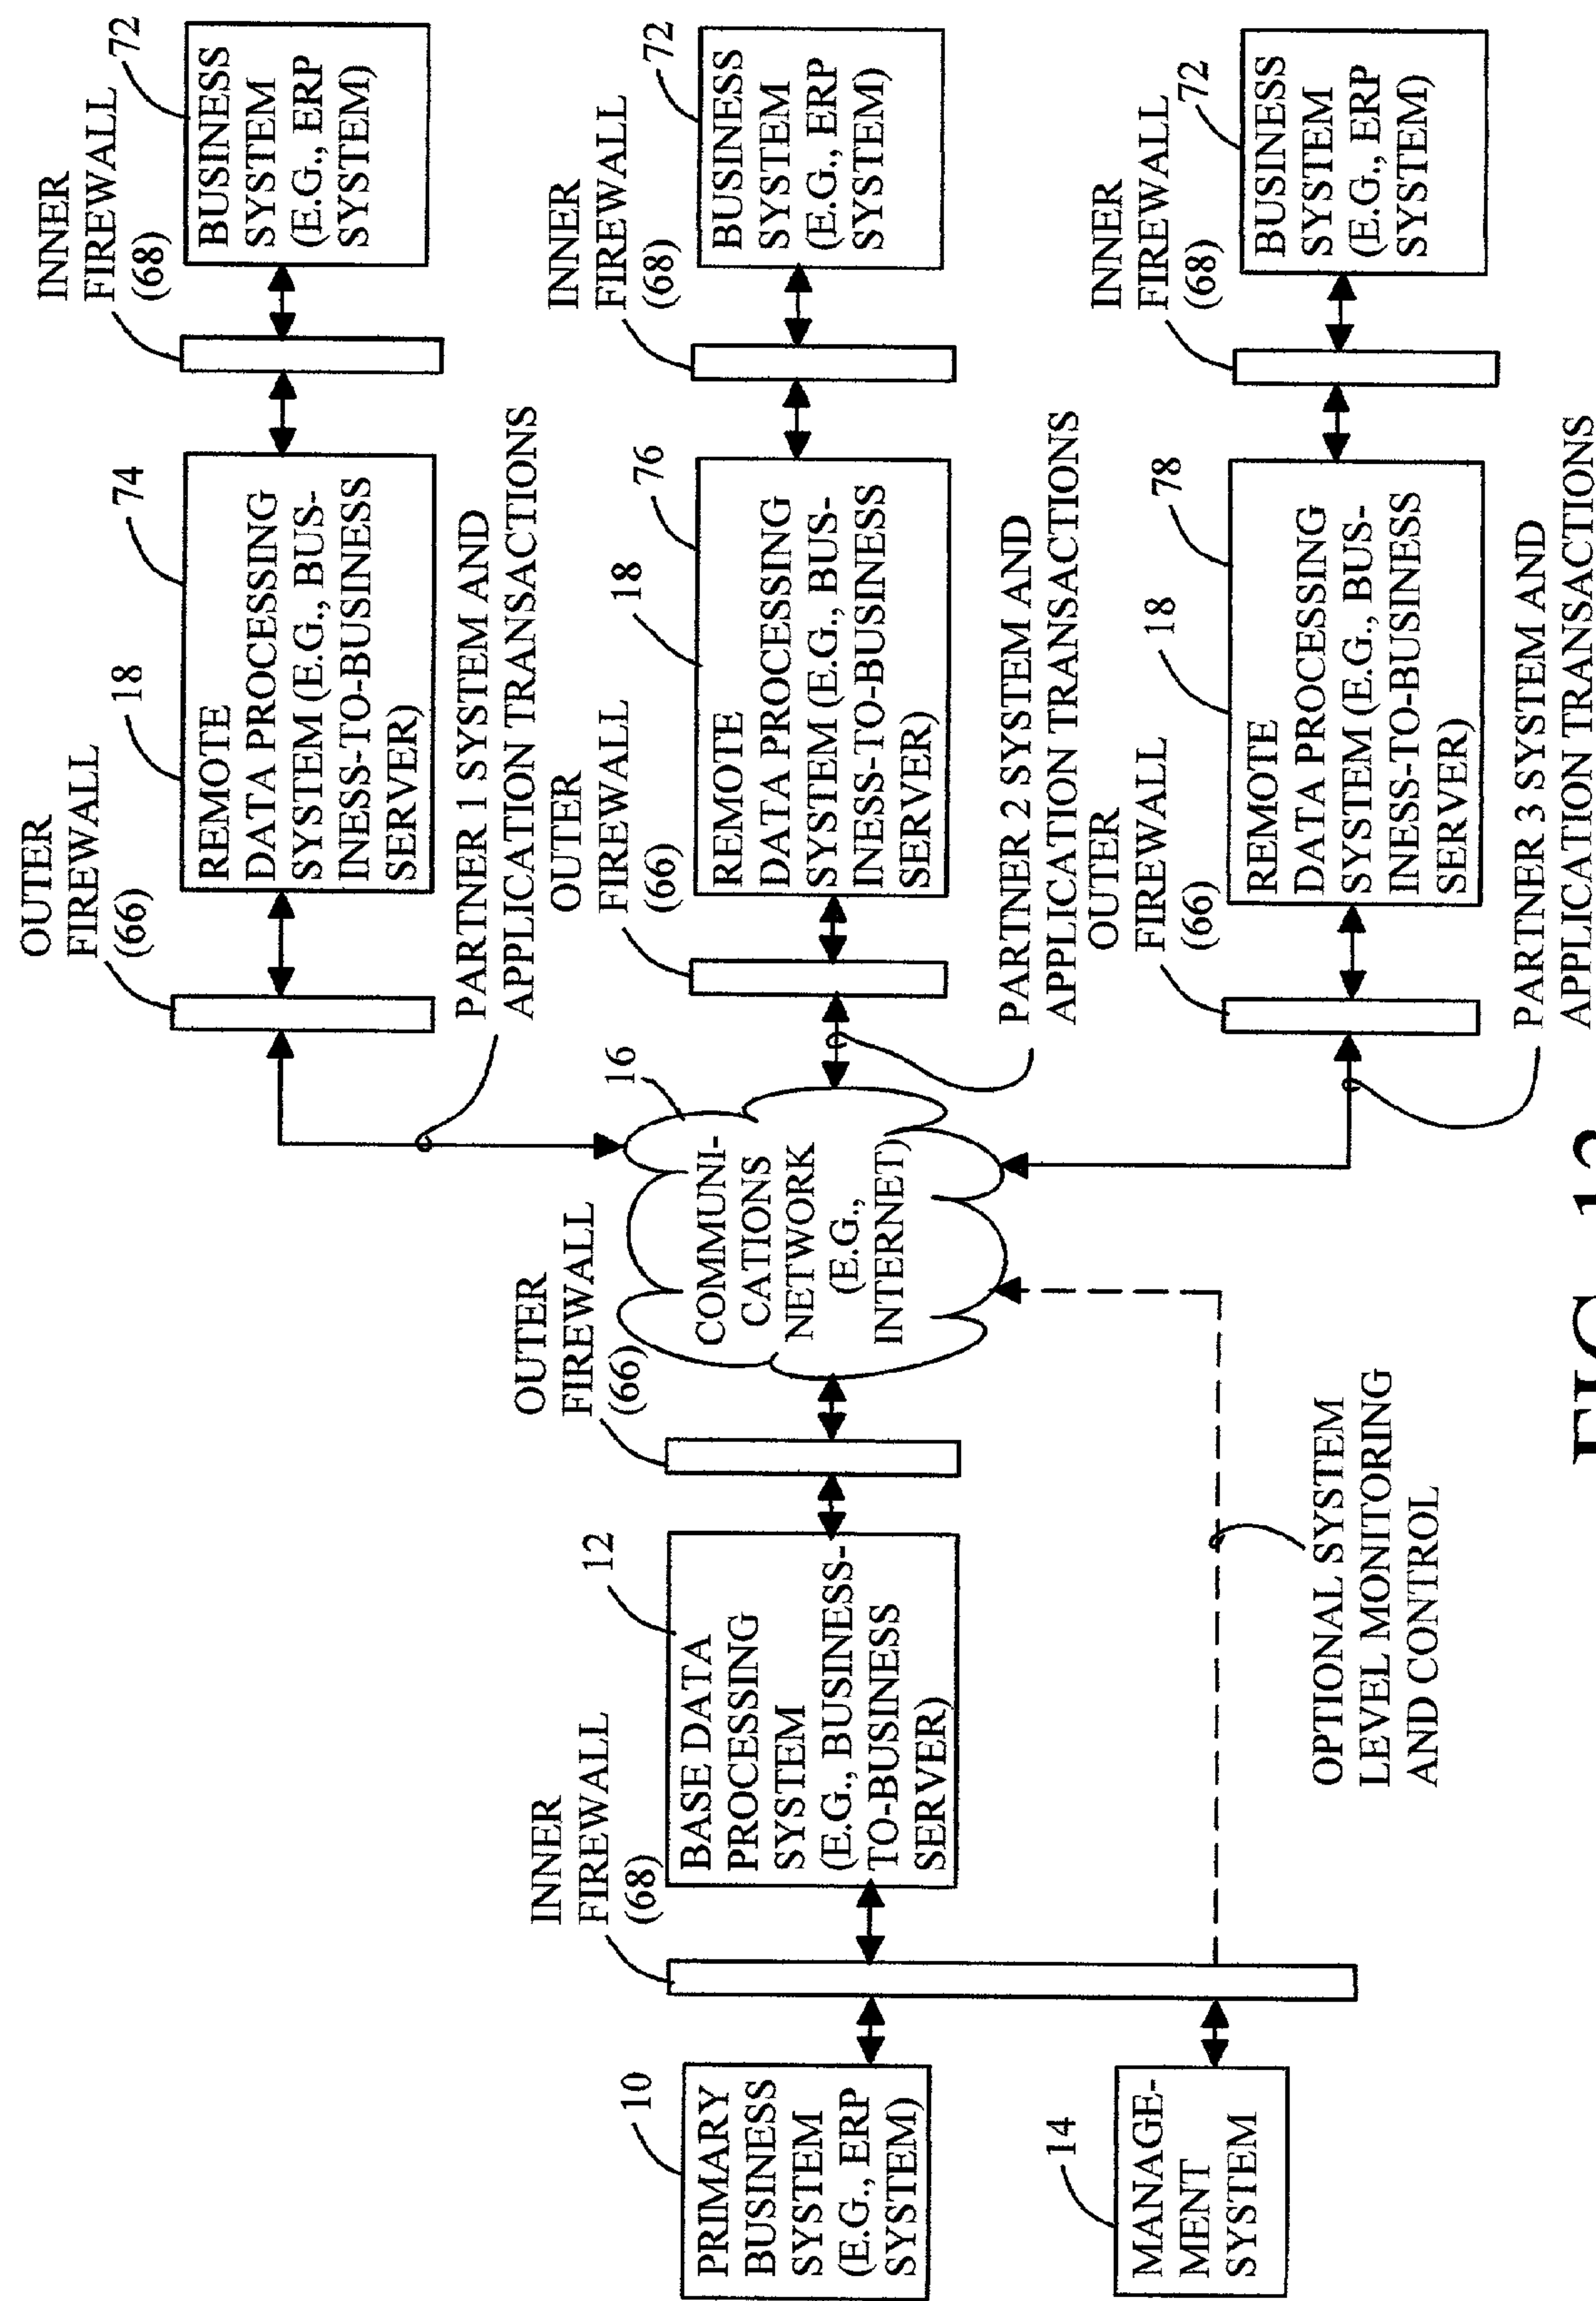 OUTER
FIREWALL
(66)
18
74
REMOTE
DATA PROCESSING
SYSTEM (E.G., BUS-
INESS-TO-BUSINESS
SERVER)
INNER
FIREWALL
(68)
72
BUSINESS
SYSTEM
(E.G., ERP
SYSTEM)
PARTNER 1 SYSTEM AND
APPLICATION TRANSACTIONS
OUTER
FIREWALL
(66)
18
76
REMOTE
DATA PROCESSING
SYSTEM (E.G., BUS-
INESS-TO-BUSINESS
SERVER)
INNER
FIREWALL
(68)
72
BUSINESS
SYSTEM
(E.G., ERP
SYSTEM)
PARTNER 2 SYSTEM AND
APPLICATION TRANSACTIONS
OUTER
FIREWALL
(66)
18
78
REMOTE
DATA PROCESSING
SYSTEM (E.G., BUS-
INESS-TO-BUSINESS
SERVER)
INNER
FIREWALL
(68)
72
BUSINESS
SYSTEM
(E.G., ERP
SYSTEM)
PARTNER 3 SYSTEM AND
APPLICATION TRANSACTIONS
10
PRIMARY
BUSINESS
SYSTEM
(E.G., ERP
SYSTEM)
INNER
FIREWALL
(68)
12
BASE DATA
PROCESSING
SYSTEM
(E.G., BUSINESS-
TO-BUSINESS
SERVER)
OUTER
FIREWALL
(66)
16
COMMUNI-
CATIONS
NETWORK
(E.G.,
INTERNET)
14
MANAGE-
MENT
SYSTEM
OPTIONAL SYSTEM
LEVEL MONITORING
AND CONTROL